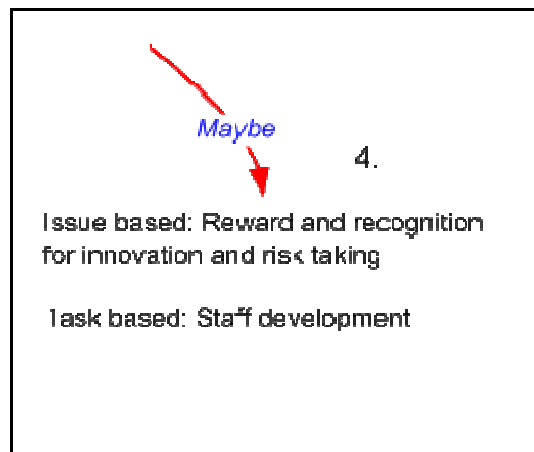 Maybe
4.
Issue based: Reward and recognition
for innovation and risk taking
Task based: Staff development